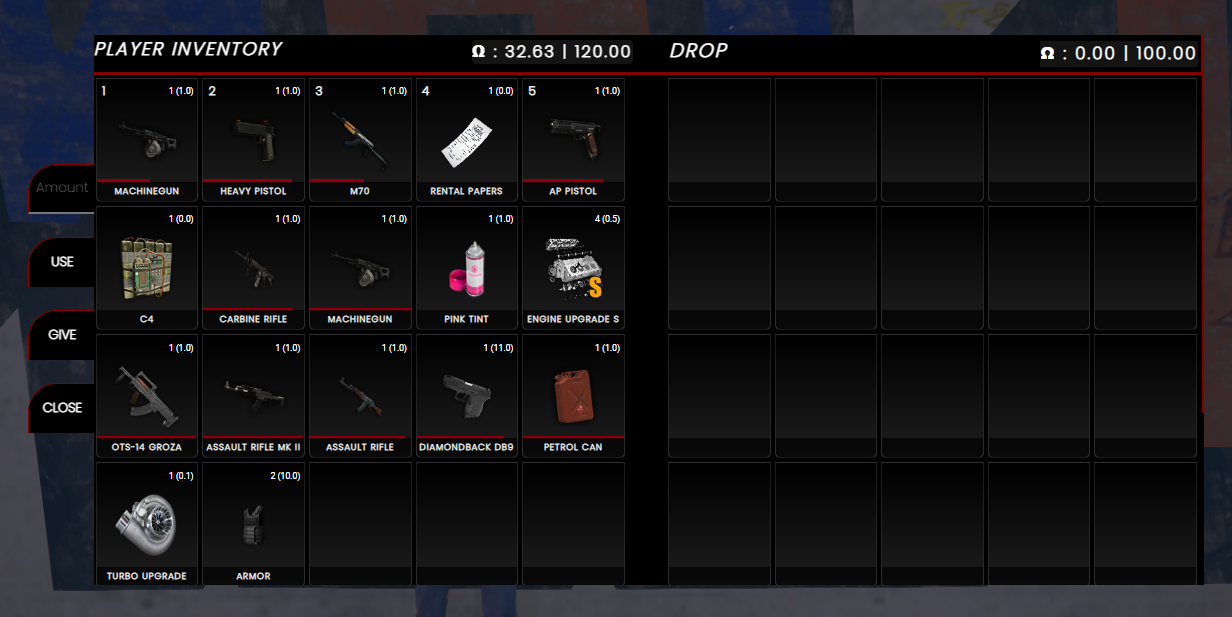 PLAYER INVENTORY
Ω : 32.63 | 120.00
DROP
Ω : 0.00 | 100.00
Amount
USE
GIVE
CLOSE
1 1 (1.0)
MACHINEGUN
2 1 (1.0)
HEAVY PISTOL
3 1 (1.0)
M70
4 1 (0.0)
RENTAL PAPERS
5 1 (1.0)
AP PISTOL
1 (0.0)
C4
1 (1.0)
CARBINE RIFLE
1 (1.0)
MACHINEGUN
1 (1.0)
PINK TINT
4 (0.5)
S
ENGINE UPGRADE S
1 (1.0)
OTS-14 GROZA
1 (1.0)
ASSAULT RIFLE MK II
1 (1.0)
ASSAULT RIFLE
1 (11.0)
DIAMONDBACK DB9
1 (1.0)
PETROL CAN
1 (0.1)
TURBO UPGRADE
2 (10.0)
ARMOR